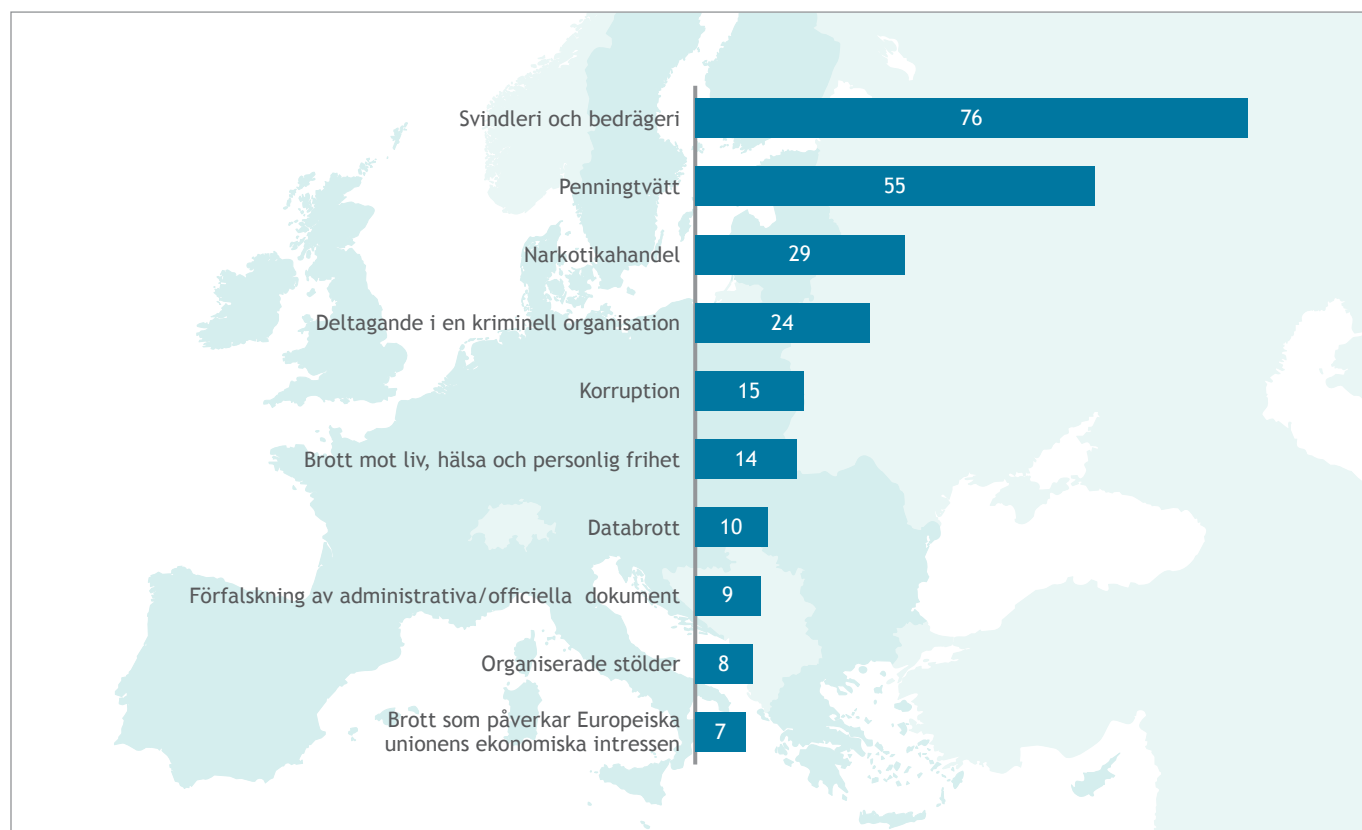 Svindleri och bedrägeri 76
Penningtvätt 55
Narkotikahandel 29
Deltagande i en kriminell organisation 24
Korruption 15
Brott mot liv, hälsa och personlig frihet 14
Databrott 10
Förfalskning av administrativa/officiella dokument 9
Organiserade stölder 8
Brott som påverkar Europeiska
unionens ekonomiska intressen 7